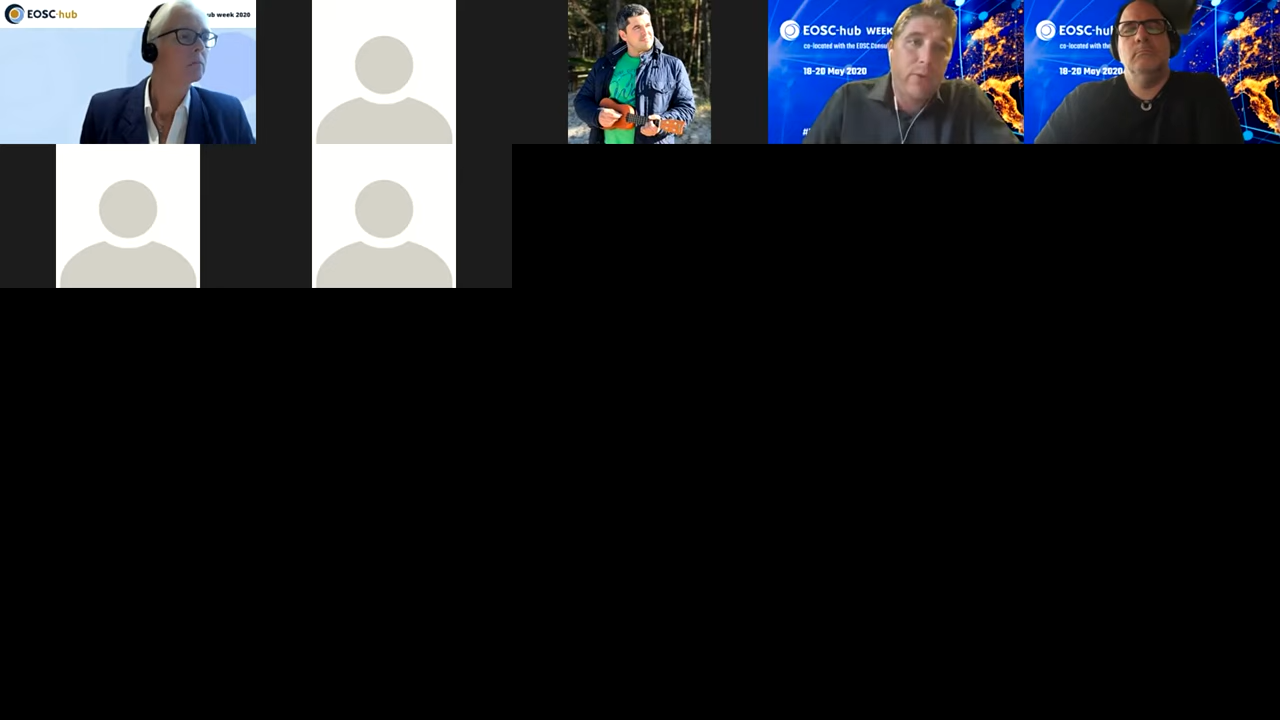 EOSC-hub
ub week 2020
EOSC-hub WEEK
co-located with the EOSC Consu
18-20 May 2020
EOSC-hub
co-located with the
18-20 May 2020